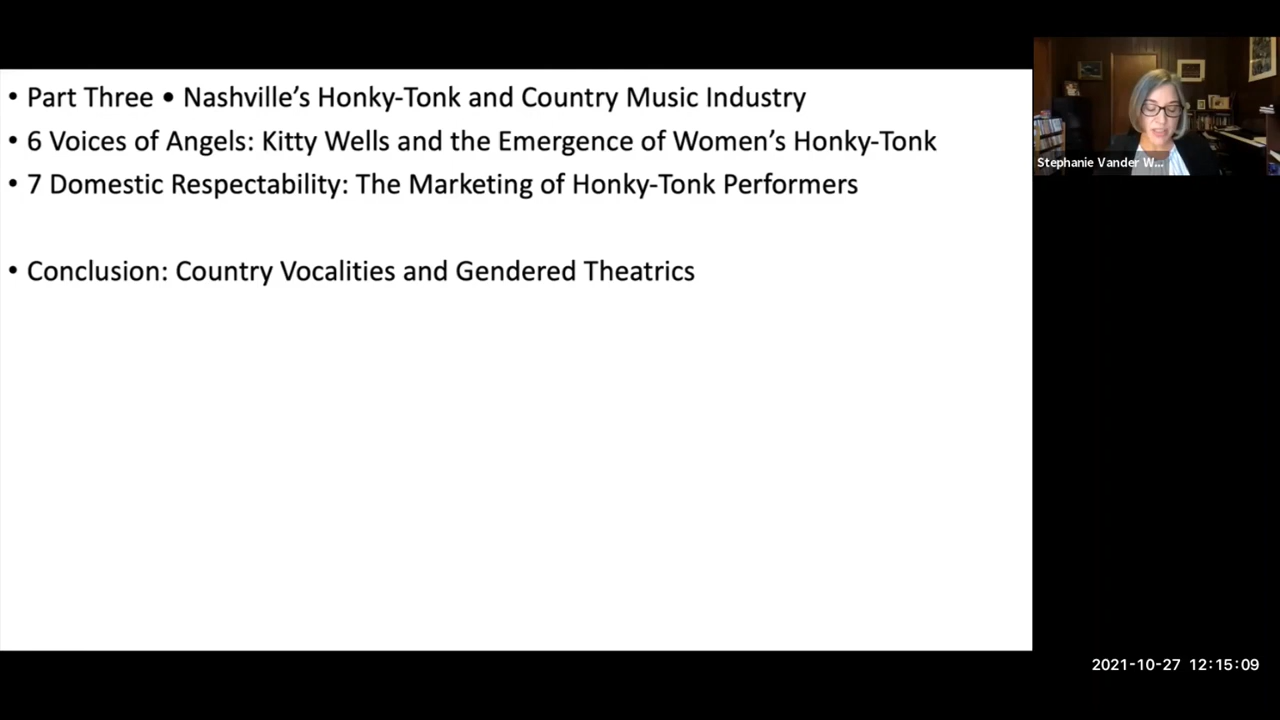 • Part Three • Nashville’s Honky-Tonk and Country Music Industry
• 6 Voices of Angels: Kitty Wells and the Emergence of Women’s Honky-Tonk
• 7 Domestic Respectability: The Marketing of Honky-Tonk Performers
• Conclusion: Country Vocalities and Gendered Theatrics
Stephanie Vander W...
2021-10-27 12:15:09